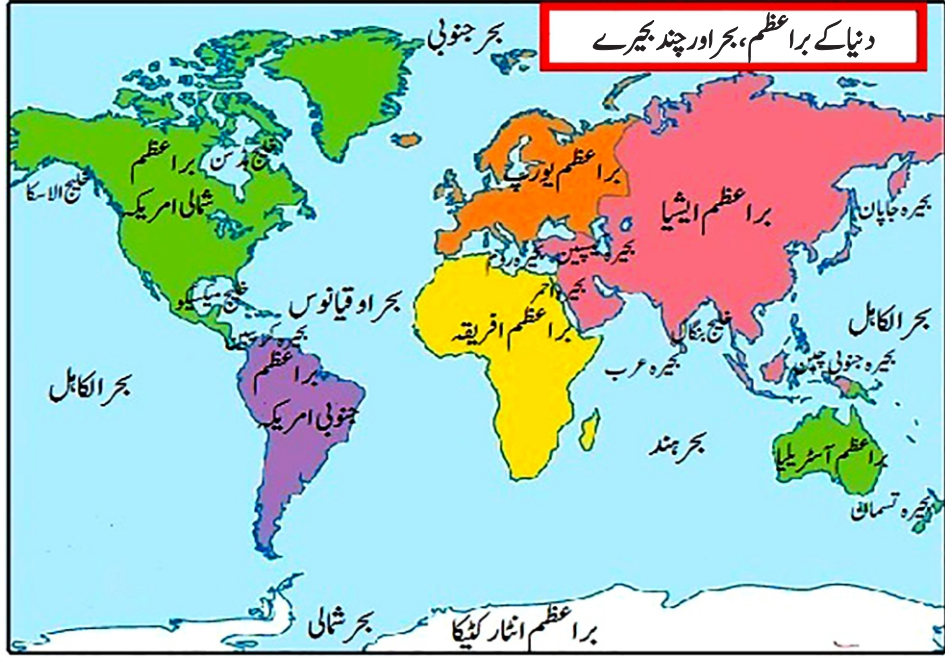 دنیا کے براعظم، بحر اور چند بحیرے
بحر جنوبی
براعظم
شمالی امریکہ
خلیج ہڈسن
خلیج الاسکا
براعظم یورپ
براعظم ایشیا
بحیرہ جاپان
بحیرہ روم
بحیرہ کیسپین
خلیج میکسیکو
بحر اوقیانوس
بحیرہ احمر
براعظم افریقہ
خلیج بنگال
بحر الکاہل
بحیرہ کریبین
بحیرہ عرب
بحیرہ جنوبی چین
بحر الکاہل
براعظم
جنوبی امریکہ
بحر ہند
براعظم آسٹریلیا
بحیرہ تسمان
بحر شمالی
براعظم انٹارکٹیکا